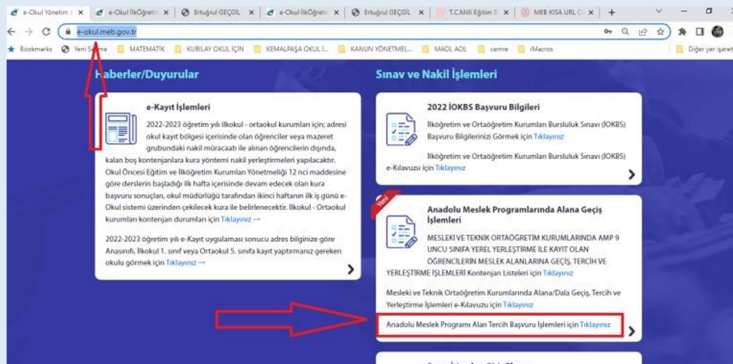 e-Okul Yönetim
e-Okul İlkÖğreti
Ertuğrul GEÇGİL
e-Okul İlkÖğreti
Ertuğrul GEÇGİL
T.C.Millî Eğitim B
MEB KISA URL
e-okul.meb.gov.tr
Bookmarks
Yeni Sekme
MATEMATİK
KUBİLAY OKUL İÇİN
KEMALPAŞA OKUL İ...
KANUN YÖNETMEL...
MAOL AOL
cerme
iMacros
Diğer yer işaret
Haberler/Duyurular
e-Kayıt İşlemleri
2022-2023 öğretim yılı ilkokul - ortaokul kurumları için; adresi
okul kayıt bölgesi içerisinde olan öğrenciler veya mazeret
grubundaki nakil müracaatı ile alınan öğrencilerin dışında,
kalan boş kontenjanlara kura yöntemi nakil yerleştirmeleri yapılacaktır.
Okul Öncesi Eğitim ve İlköğretim Kurumları Yönetmeliği 12 nci maddesine
göre derslerin başladığı ilk hafta içerisinde devam edecek olan kura
başvuru sonuçları, okul müdürlüğü tarafından ikinci haftanın ilk iş günü e-
Okul sistemi üzerinden çekilecek kura ile belirlenecektir. İlkokul - Ortaokul
kurumları kontenjan durumları için Tıklayınız →
2022-2023 öğretim yılı e-Kayıt uygulaması sonucu adres bilginize göre
Anasınıfı, İlkokul 1. sınıf veya Ortaokul 5. sınıfa kayıt yaptırmanız gereken
okulu görmek için Tıklayınız →
Sınav ve Nakil İşlemleri
2022 İOKBS Başvuru Bilgileri
İlköğretim ve Ortaöğretim Kurumları Bursluluk Sınavı (İOKBS)
Başvuru Bilgilerinizi Görmek için Tıklayınız
İlköğretim ve Ortaöğretim Kurumları Bursluluk Sınavı (İOKBS)
e-Kılavuzu için Tıklayınız
Yeni
Anadolu Meslek Programlarında Alana Geçiş
İşlemleri
MESLEKİ VE TEKNİK ORTAÖĞRETİM KURUMLARINDA AMP 9
UNCU SINIFA YEREL YERLEŞTİRME İLE KAYIT OLAN
ÖĞRENCİLERİN MESLEK ALANLARINA GEÇİŞ, TERCİH VE
YERLEŞTİRME İŞLEMLERİ Kontenjan Listeleri için Tıklayınız
Mesleki ve Teknik Ortaöğretim Kurumlarında Alana/Dala Geçiş, Tercih ve
Yerleştirme İşlemleri e-Kılavuzu için Tıklayınız
Anadolu Meslek Programı Alan Tercih Başvuru İşlemleri için Tıklayınız